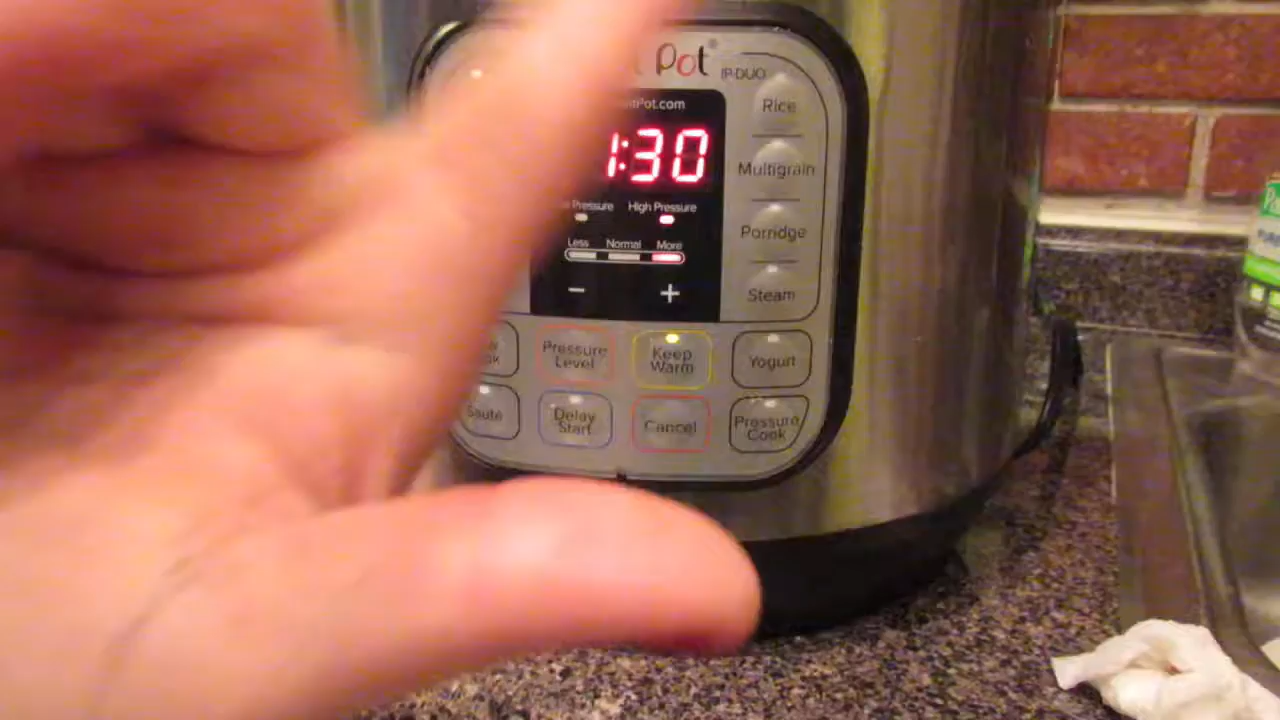 Pot®
IP-DUO
Pot.com
1:30
Pressure High Pressure
Less Normal More
− +
Rice
Multigrain
Porridge
Steam
Pressure Level
Keep Warm
Yogurt
Saute
Delay Start
Cancel
Pressure Cook